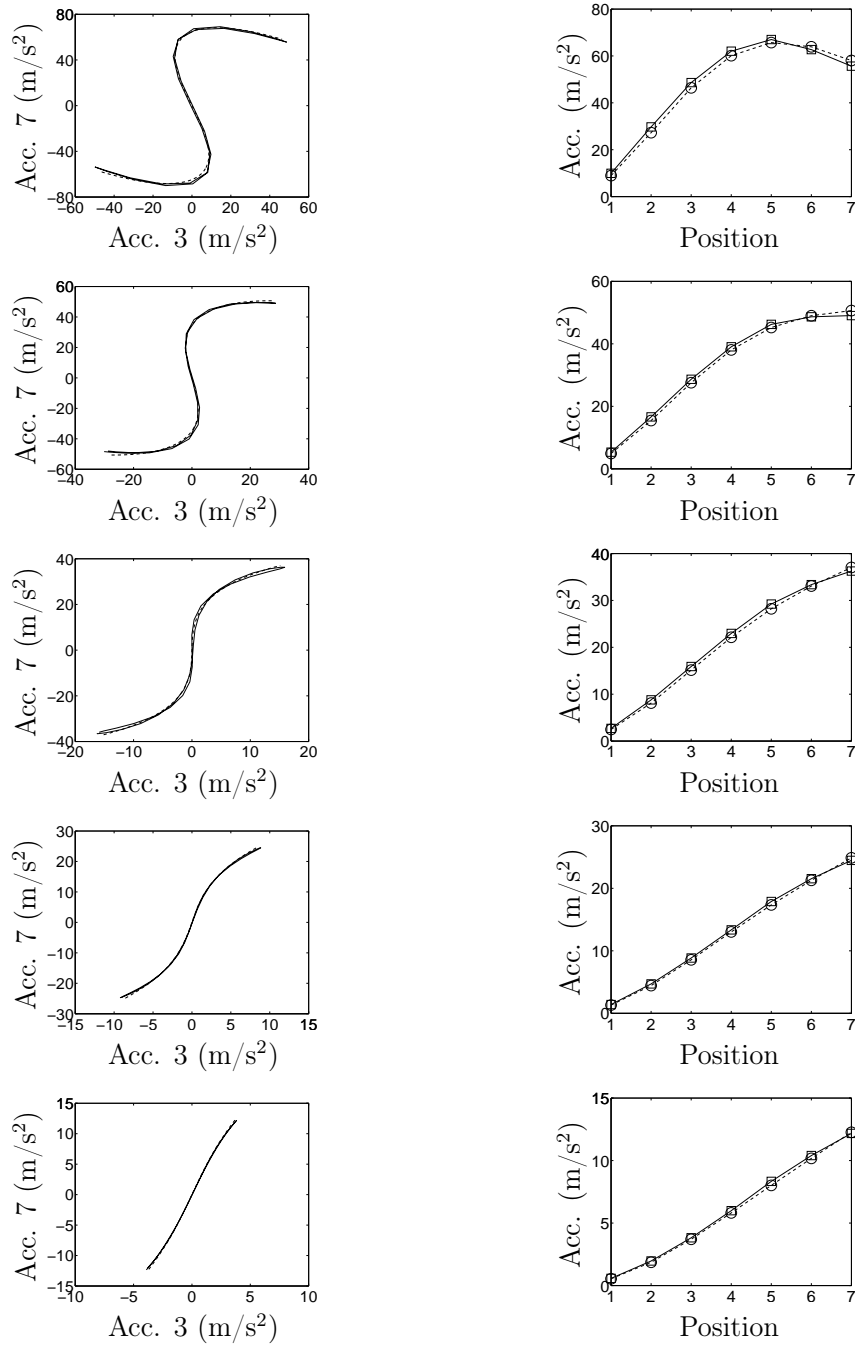 80
40
0
−40
−80
−60 −40 −20 0 20 40 60
Acc. 7 (m/s²)
Acc. 3 (m/s²)
80
60
40
20
0
1 2 3 4 5 6 7
Acc. (m/s²)
Position
60
40
20
0
−20
−40
−60
−40 −20 0 20 40
Acc. 7 (m/s²)
Acc. 3 (m/s²)
60
40
20
0
1 2 3 4 5 6 7
Acc. (m/s²)
Position
40
20
0
−20
−40
−20 −10 0 10 20
Acc. 7 (m/s²)
Acc. 3 (m/s²)
40
30
20
10
0
1 2 3 4 5 6 7
Acc. (m/s²)
Position
30
20
10
0
−10
−20
−30
−15 −10 −5 0 5 10 15
Acc. 7 (m/s²)
Acc. 3 (m/s²)
30
20
10
0
1 2 3 4 5 6 7
Acc. (m/s²)
Position
15
10
5
0
−5
−10
−15
−10 −5 0 5 10
Acc. 7 (m/s²)
Acc. 3 (m/s²)
15
10
5
0
1 2 3 4 5 6 7
Acc. (m/s²)
Position